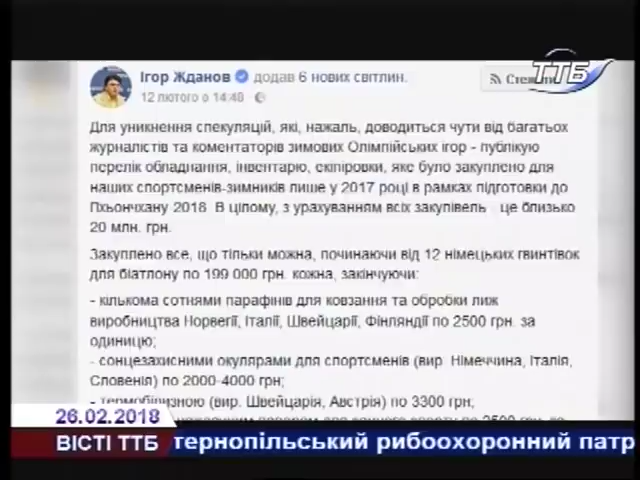 Ігор Жданов додав 6 нових світлин.
12 лютого о 14:48
ТТБ
Для уникнення спекуляцій, які, нажаль, доводиться чути від багатьох
журналістів та коментаторів зимових Олімпійських ігор - публікую
перелік обладнання, інвентарю, екіпіровки, яке було закуплено для
наших спортсменів-зимників лише у 2017 році в рамках підготовки до
Пхьончхану 2018 В цілому, з урахуванням всіх закупівель це близько
20 млн. грн.
Закуплено все, що тільки можна, починаючи від 12 німецьких гвинтівок
для біатлону по 199 000 грн. кожна, закінчуючи:
- кількома сотнями парафінів для ковзання та обробки лиж
виробництва Норвегії, Італії, Швейцарії, Фінляндії по 2500 грн. за
одиницю;
- сонцезахисними окулярами для спортсменів (вир. Німеччина, Італія,
Словенія) по 2000-4000 грн;
- термобілизною (вир. Швейцарія, Австрія) по 3300 грн;
26.02.2018
ВІСТІ ТТБ тернопільський рибоохоронний патр